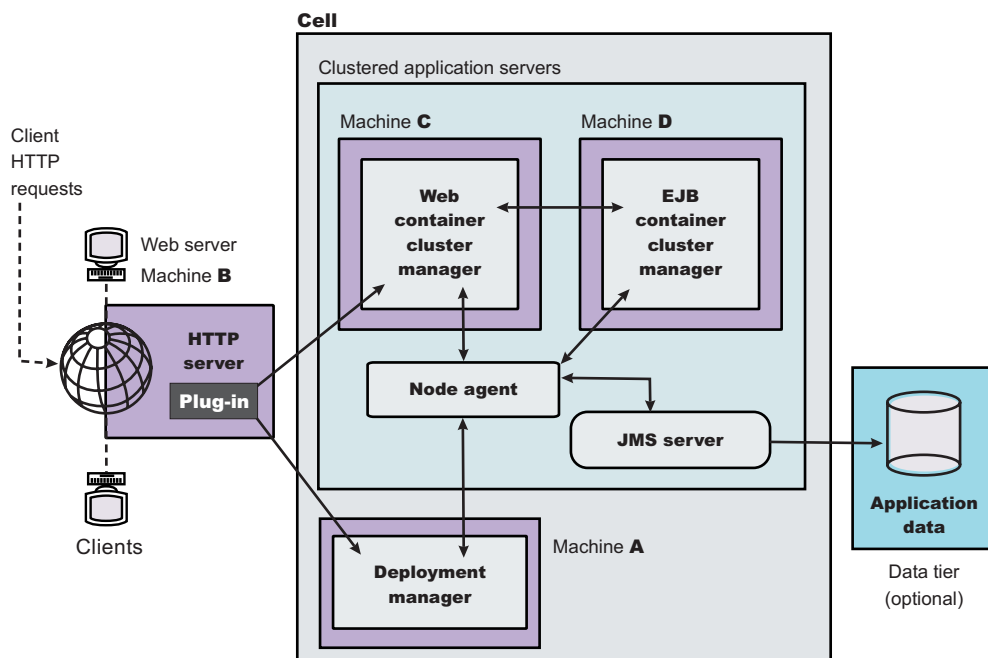 Cell
Clustered application servers
Client
HTTP
requests
Machine C
Machine D
Web
container
cluster
manager
EJB
container
cluster
manager
Web server
Machine B
HTTP
server
Plug-in
Node agent
JMS server
Application
data
Clients
Machine A
Deployment
manager
Data tier
(optional)